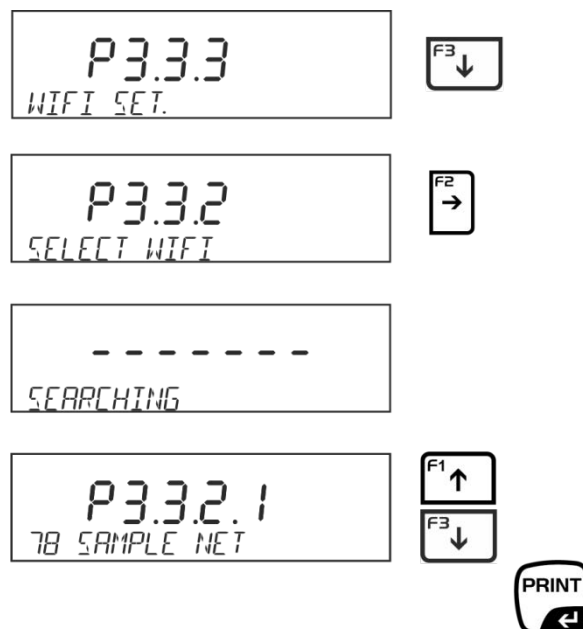 P3.3.3
WIFI SET.
F3 ↓
P3.3.2
SELECT WIFI
F2 →
-------
SEARCHING
P3.3.2.1
78 SAMPLE NET
F1 ↑
F3 ↓
PRINT